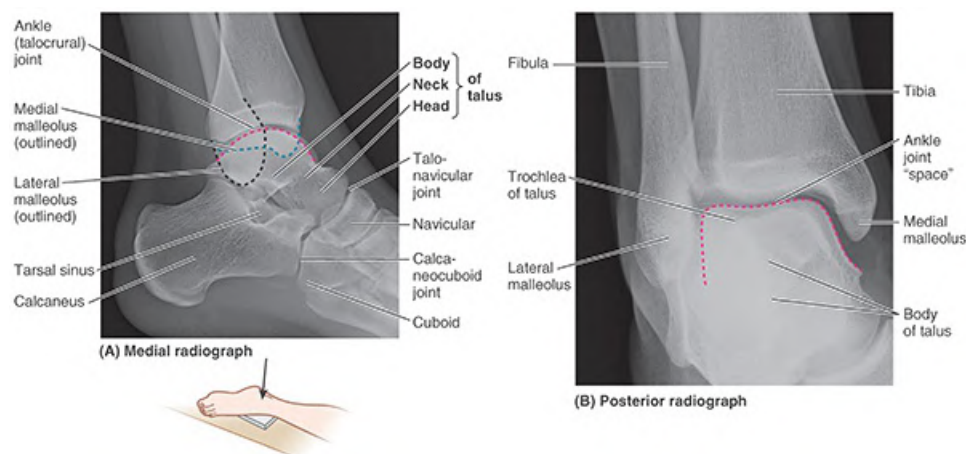 Ankle
(talocrural)
joint
Medial
malleolus
(outlined)
Lateral
malleolus
(outlined)
Tarsal sinus
Calcaneus
Body
Neck
Head
of
talus
Talo-
navicular
joint
Navicular
Calca-
neocuboid
joint
Cuboid
(A) Medial radiograph
Fibula
Trochlea
of talus
Lateral
malleolus
Tibia
Ankle
joint
“space”
Medial
malleolus
Body
of talus
(B) Posterior radiograph